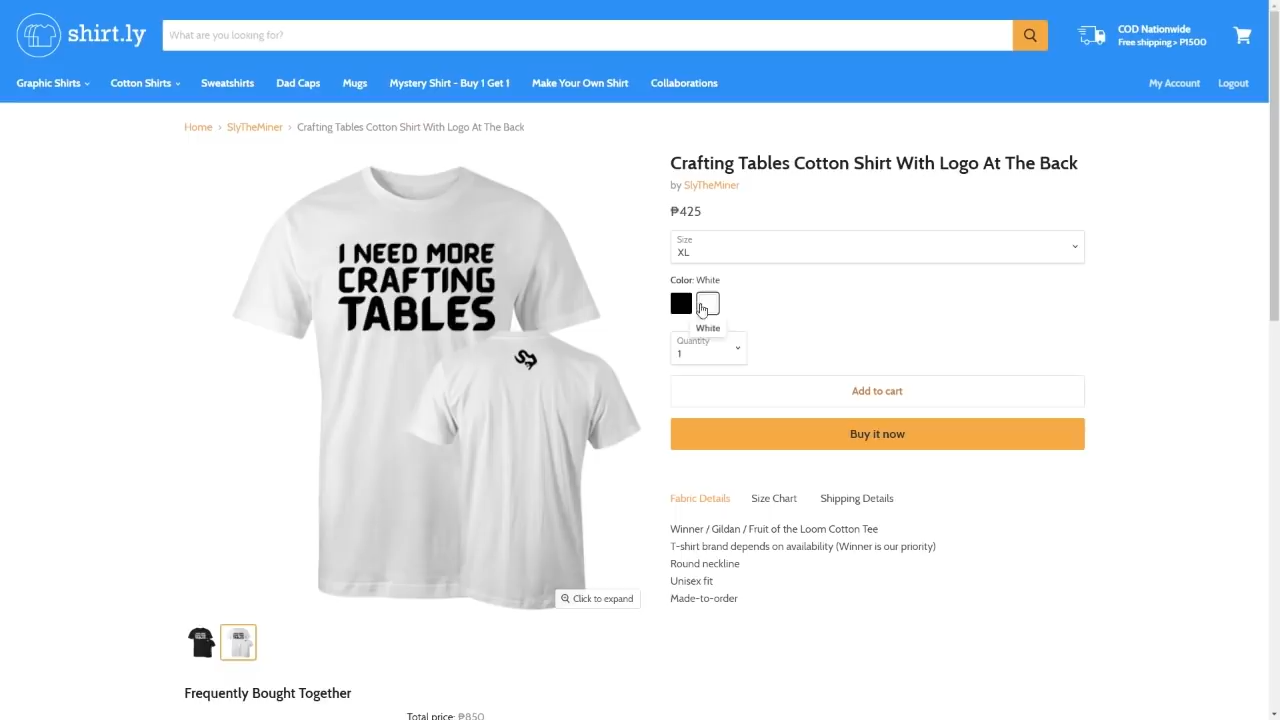 shirt.ly
What are you looking for?
COD Nationwide
Free shipping > ₱1500
Graphic Shirts
Cotton Shirts
Sweatshirts
Dad Caps
Mugs
Mystery Shirt - Buy 1 Get 1
Make Your Own Shirt
Collaborations
My Account
Logout
Home › SlyTheMiner › Crafting Tables Cotton Shirt With Logo At The Back
I NEED MORE
CRAFTING
TABLES
Click to expand
Crafting Tables Cotton Shirt With Logo At The Back
by SlyTheMiner
₱425
Size
XL
Color: White
White
Quantity
1
Add to cart
Buy it now
Fabric Details
Size Chart
Shipping Details
Winner / Gildan / Fruit of the Loom Cotton Tee
T-shirt brand depends on availability (Winner is our priority)
Round neckline
Unisex fit
Made-to-order
Frequently Bought Together
Total price: ₱850